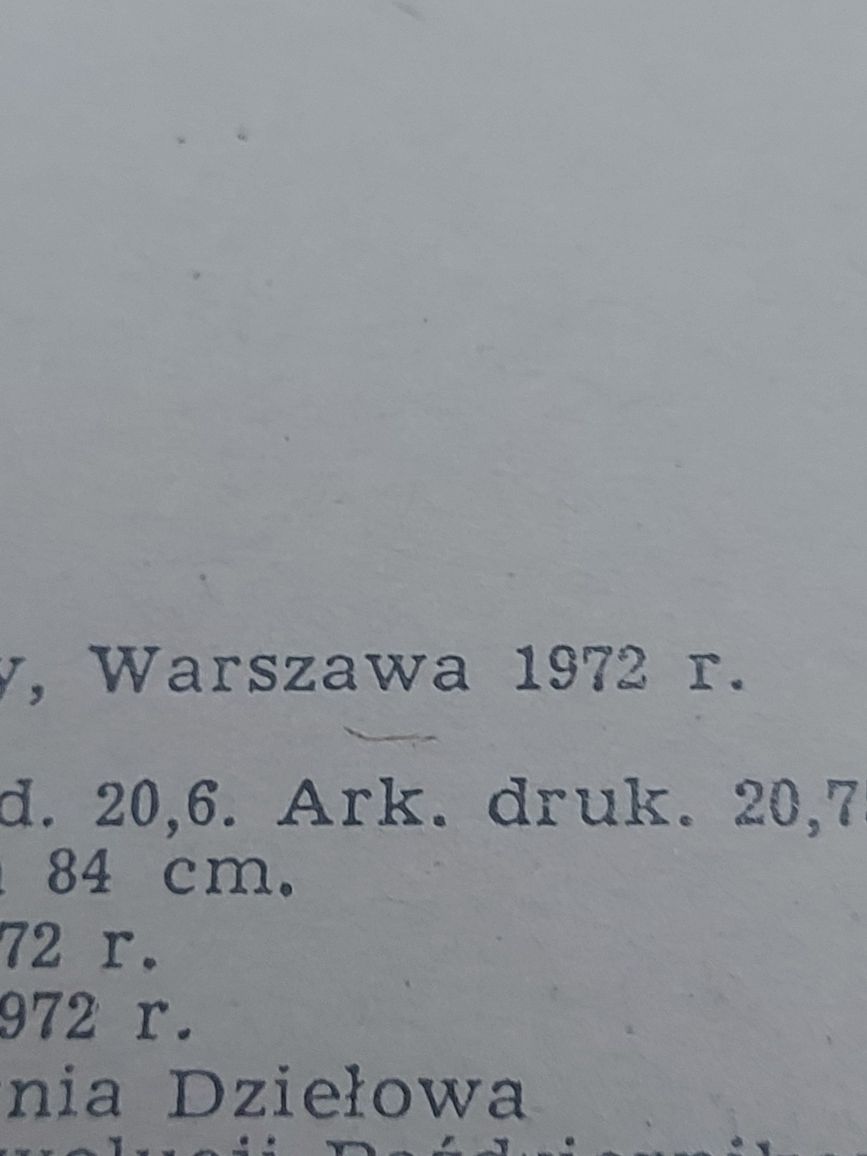 y, Warszawa 1972 r.
d. 20,6. Ark. druk. 20,7
84 cm.
72 r.
972 r.
nia Dziełowa